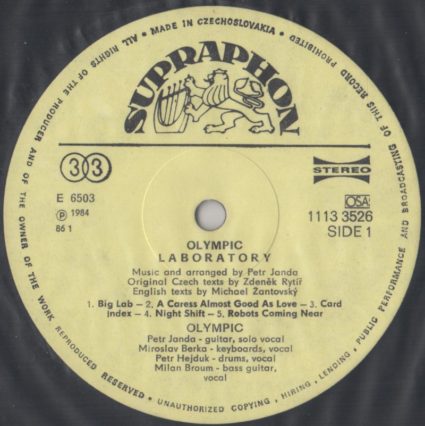 MADE IN CZECHOSLOVAKIA • ALL RIGHTS OF THE PRODUCER AND OF THE OWNER OF THE WORK REPRODUCED RESERVED • UNAUTHORIZED COPYING, HIRING, LENDING, PUBLIC PERFORMANCE AND BROADCASTING OF THIS RECORD PROHIBITED •
SUPRAPHON
33
STEREO
E 6503
OSA
Ⓟ 1984
1113 3526
86 1
SIDE 1
OLYMPIC
LABORATORY
Music and arranged by Petr Janda
Original Czech texts by Zdeněk Rytíř
English texts by Michael Žantovský
1. Big Lab – 2. A Caress Almost Good As Love – 3. Card
index – 4. Night Shift – 5. Robots Coming Near
OLYMPIC
Petr Janda - guitar, solo vocal
Miroslav Berka - keyboards, vocal
Petr Hejduk - drums, vocal
Milan Broum - bass guitar,
vocal